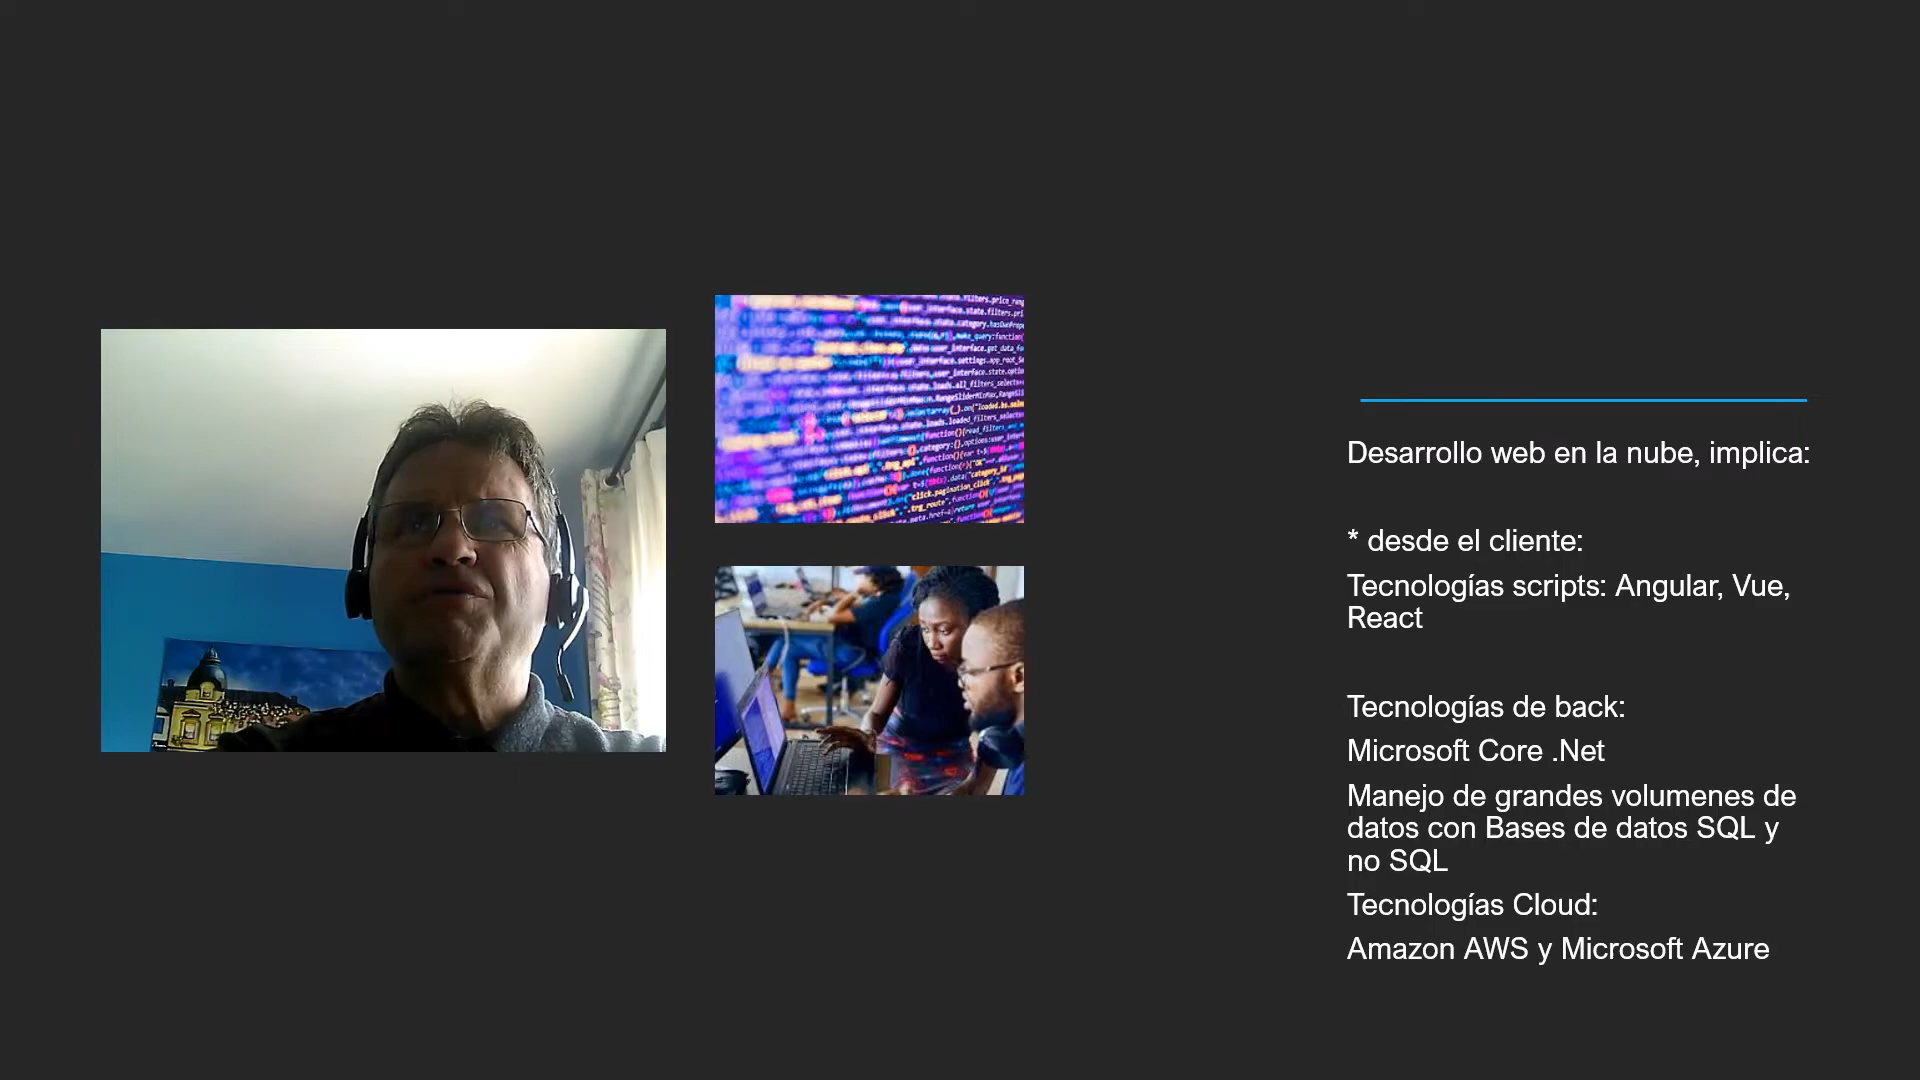 Desarrollo web en la nube, implica:
* desde el cliente:
Tecnologías scripts: Angular, Vue,
React
Tecnologías de back:
Microsoft Core .Net
Manejo de grandes volumenes de
datos con Bases de datos SQL y
no SQL
Tecnologías Cloud:
Amazon AWS y Microsoft Azure